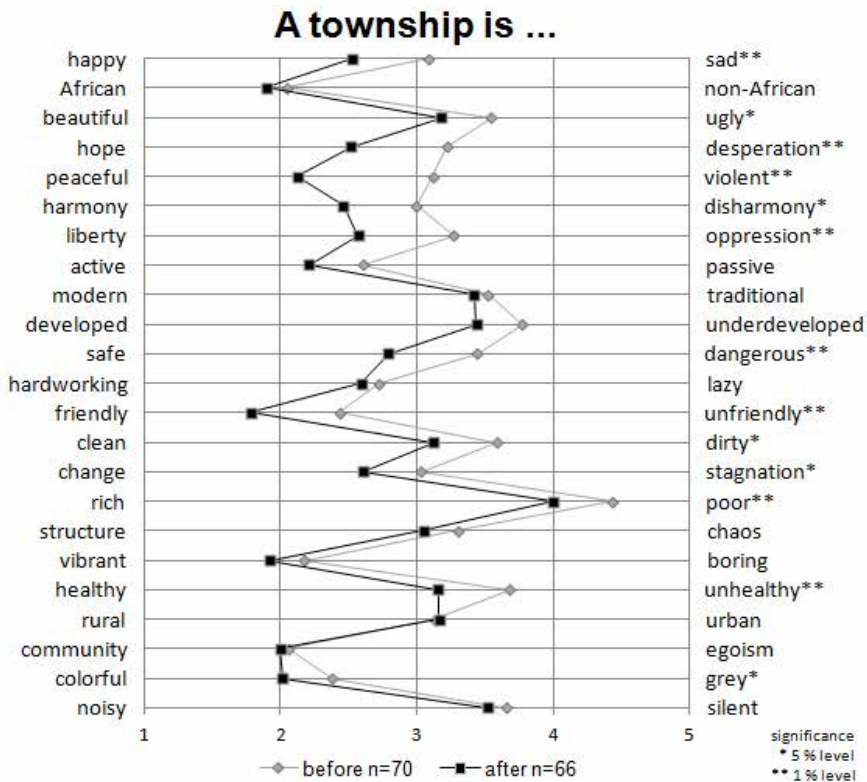 A township is ...
happy sad**
African non-African
beautiful ugly*
hope desperation**
peaceful violent**
harmony disharmony*
liberty oppression**
active passive
modern traditional
developed underdeveloped
safe dangerous**
hardworking lazy
friendly unfriendly**
clean dirty*
change stagnation*
rich poor**
structure chaos
vibrant boring
healthy unhealthy**
rural urban
community egoism
colorful grey*
noisy silent
1 2 3 4 5
before n=70 after n=66
significance
* 5 % level
** 1 % level